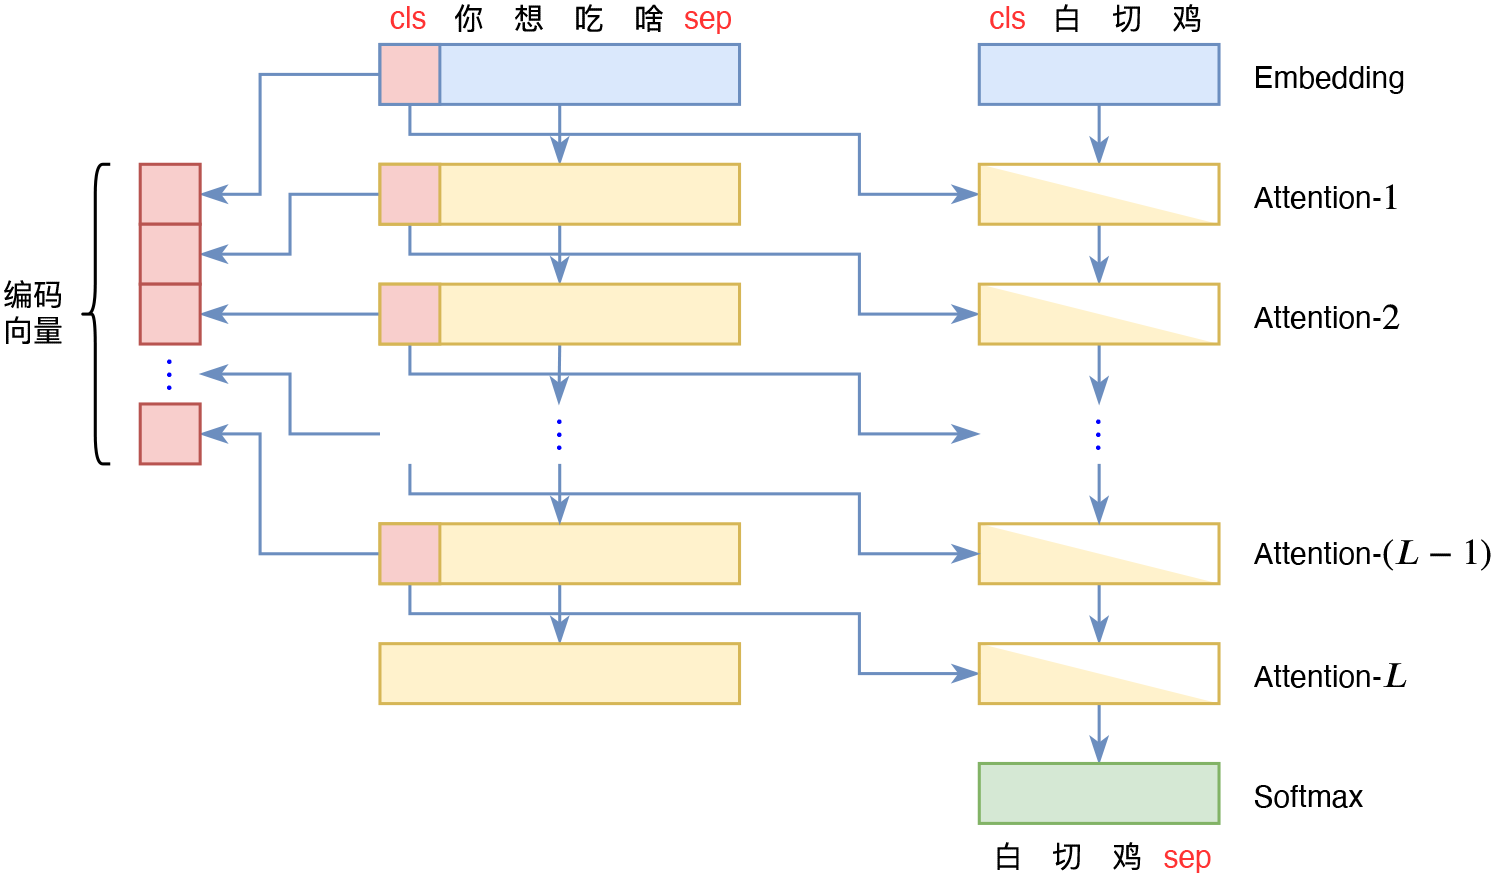 cls 你 想 吃 啥 sep
cls 白 切 鸡
Embedding
Attention-1
Attention-2
编码
向量
Attention-(L − 1)
Attention-L
Softmax
白 切 鸡 sep